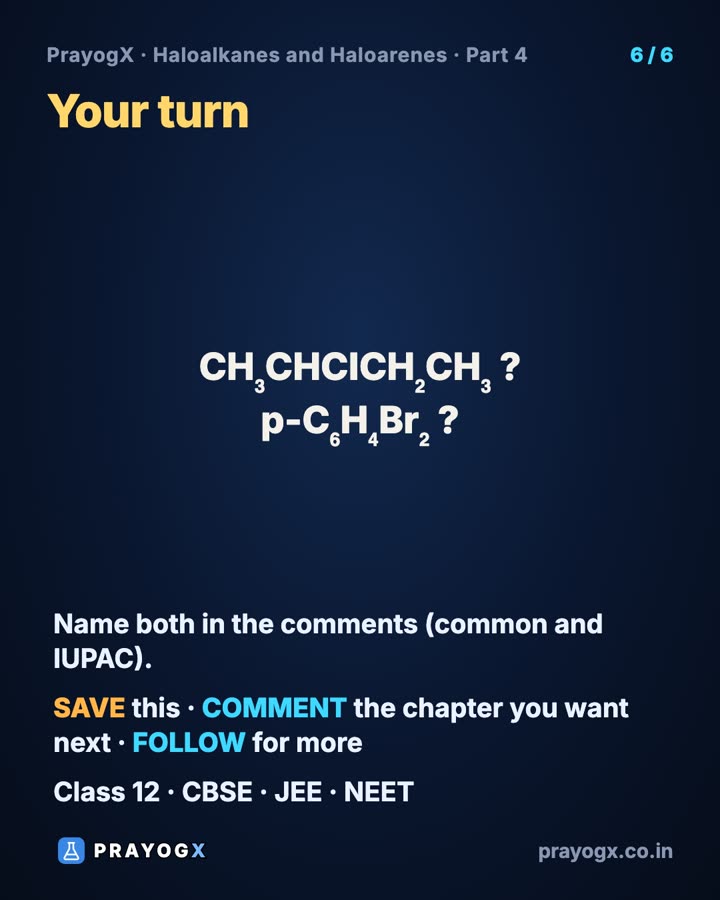 PrayogX · Haloalkanes and Haloarenes · Part 4
6 / 6
Your turn
CH₃CHClCH₂CH₃ ?
p-C₆H₄Br₂ ?
Name both in the comments (common and
IUPAC).
SAVE this · COMMENT the chapter you want
next · FOLLOW for more
Class 12 · CBSE · JEE · NEET
PRAYOGX
prayogx.co.in